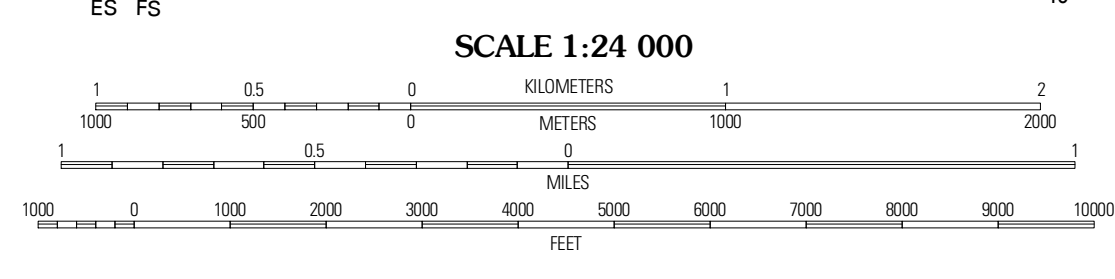 ES FS
SCALE 1:24 000
1 0.5 0 KILOMETERS 1 2
1000 500 0 METERS 1000 2000
1 0.5 0 1
MILES
1000 0 1000 2000 3000 4000 5000 6000 7000 8000 9000 10000
FEET